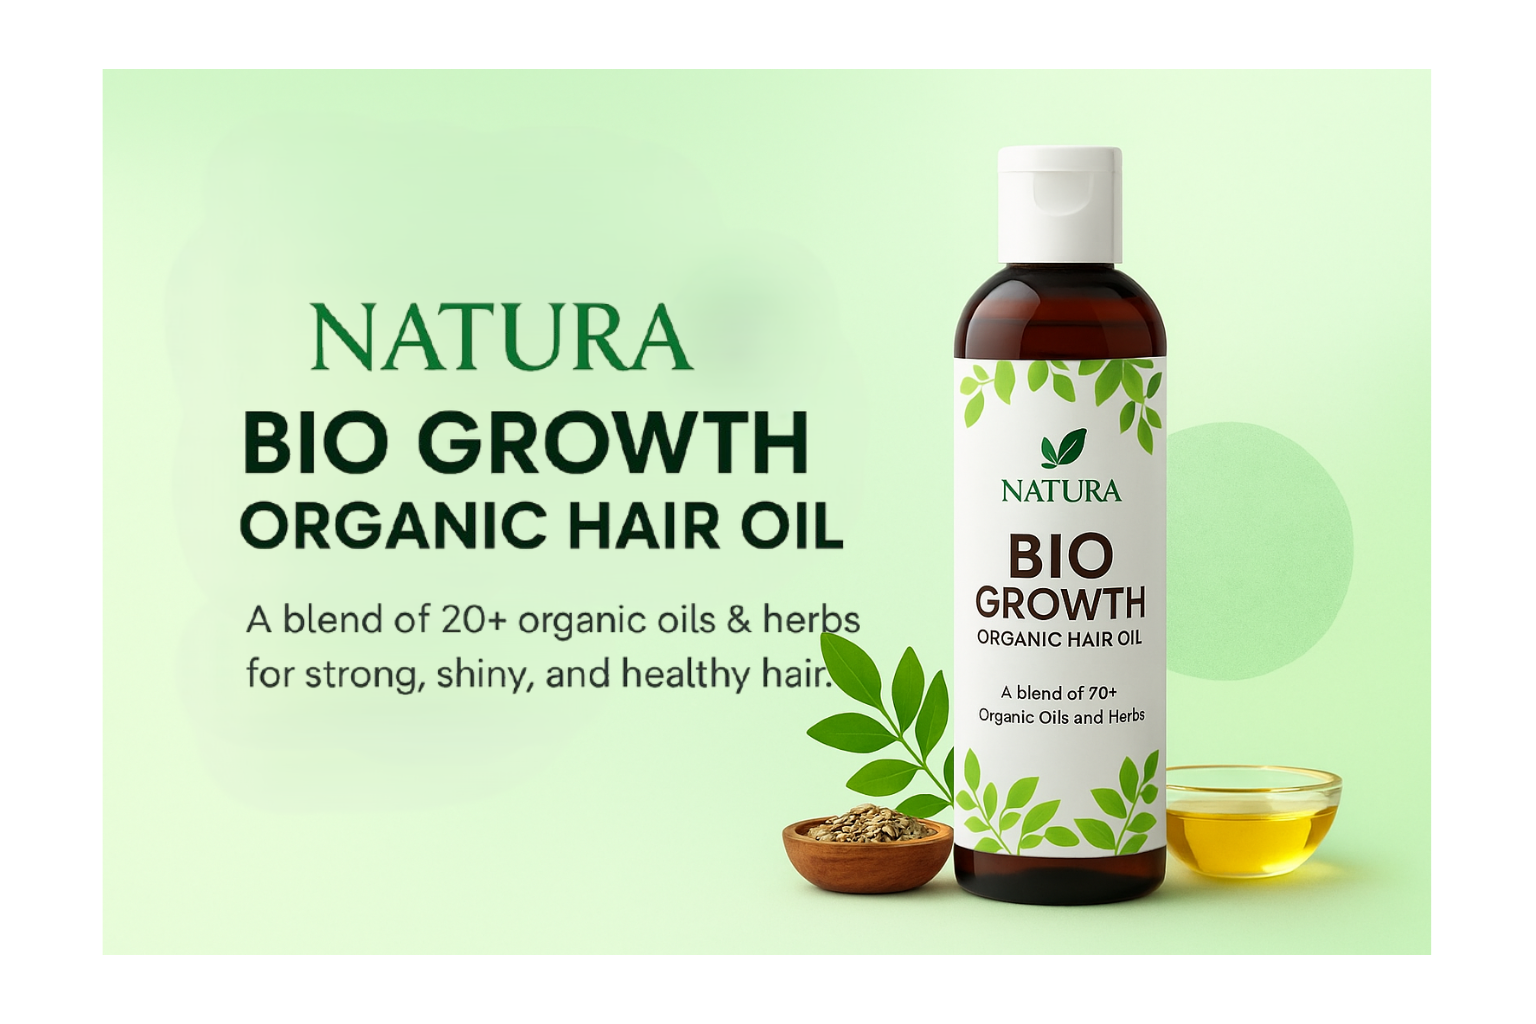 NATURA
BIO GROWTH
ORGANIC HAIR OIL
A blend of 20+ organic oils & herbs
for strong, shiny, and healthy hair.
NATURA
BIO
GROWTH
ORGANIC HAIR OIL
A blend of 70+
Organic Oils and Herbs